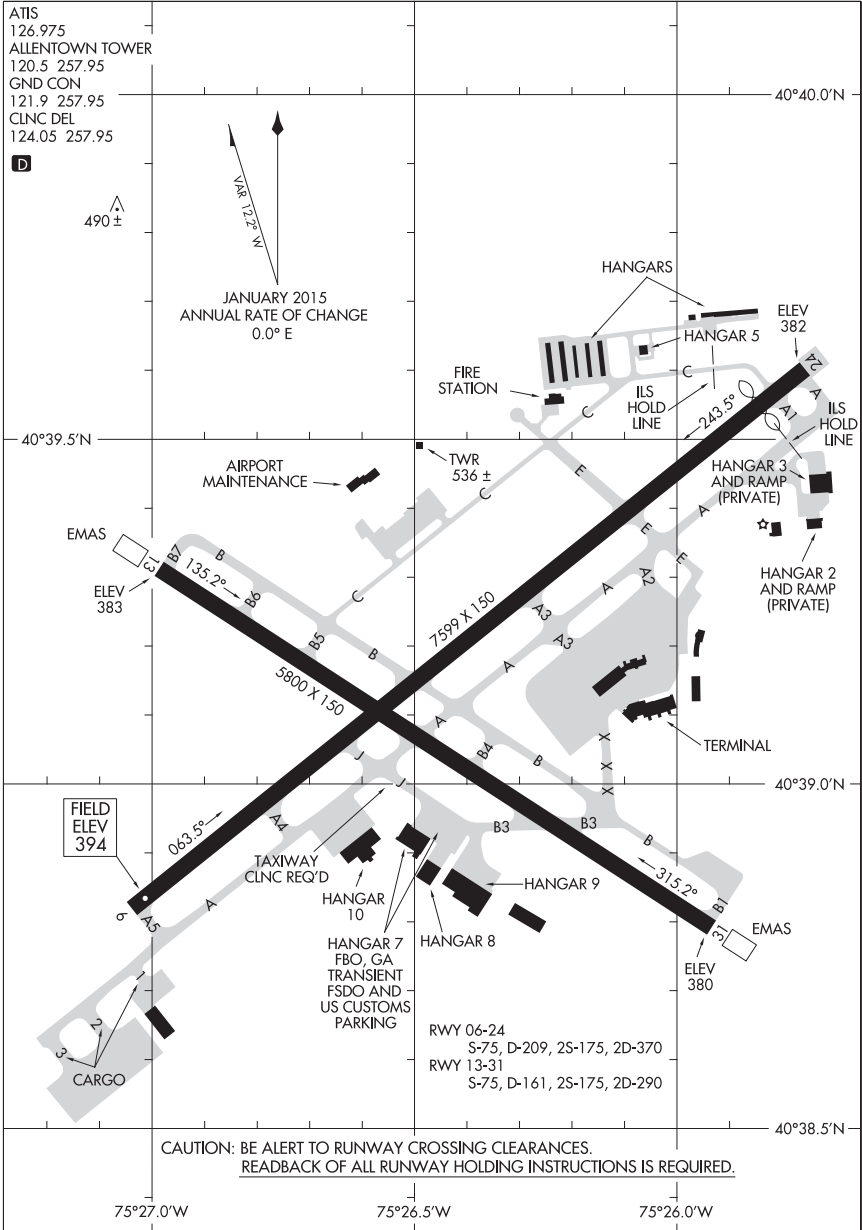 ATIS
126.975
ALLENTOWN TOWER
120.5 257.95
GND CON
121.9 257.95
CLNC DEL
124.05 257.95
D
40°40.0'N
490 ±
VAR 12.2° W
JANUARY 2015
ANNUAL RATE OF CHANGE
0.0° E
HANGARS
ELEV
382
HANGAR 5
24
FIRE
STATION
C
A
ILS
HOLD
LINE
A1
ILS
HOLD
LINE
C
243.5°
40°39.5'N
TWR
536 ±
AIRPORT
MAINTENANCE
E
C
HANGAR 3
AND RAMP
(PRIVATE)
A
EMAS
E
13
B7
B
E
135.2°
HANGAR 2
AND RAMP
(PRIVATE)
A2
A
ELEV
383
B6
C
A3
7599 X 150
A3
B5
B
A
5800 X 150
A
X
X
X
TERMINAL
B4
B
J
J
40°39.0'N
FIELD
ELEV
394
063.5°
A4
B3
B3
B
TAXIWAY
CLNC REQ'D
315.2°
HANGAR 9
HANGAR
10
A
B1
6
A5
31
EMAS
HANGAR 7
FBO, GA
TRANSIENT
FSDO AND
US CUSTOMS
PARKING
HANGAR 8
ELEV
380
1
2
3
CARGO
RWY 06-24
S-75, D-209, 2S-175, 2D-370
RWY 13-31
S-75, D-161, 2S-175, 2D-290
40°38.5'N
CAUTION: BE ALERT TO RUNWAY CROSSING CLEARANCES.
READBACK OF ALL RUNWAY HOLDING INSTRUCTIONS IS REQUIRED.
75°27.0'W
75°26.5'W
75°26.0'W